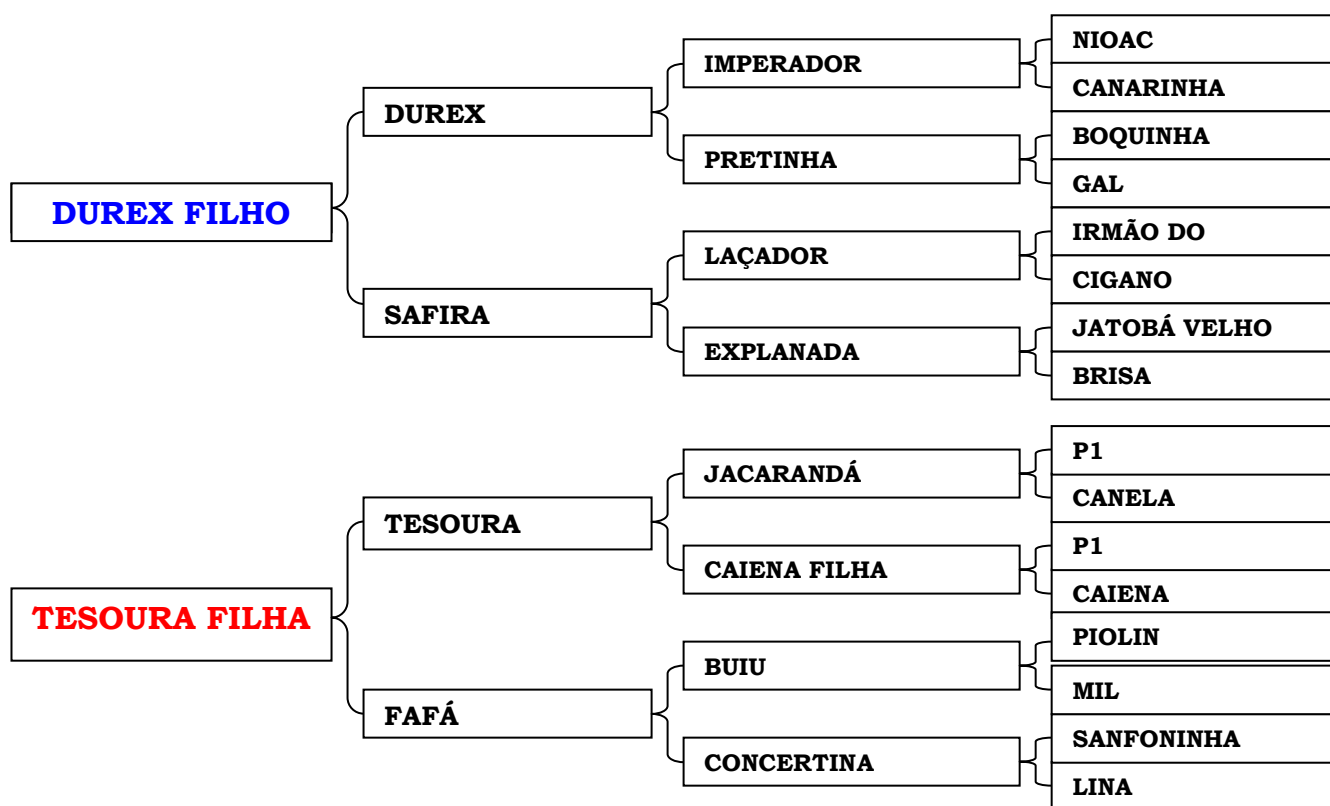 NIOAC
IMPERADOR
CANARINHA
DUREX
BOQUINHA
PRETINHA
GAL
DUREX FILHO
IRMÃO DO
LAÇADOR
CIGANO
SAFIRA
JATOBÁ VELHO
EXPLANADA
BRISA
P1
JACARANDÁ
CANELA
TESOURA
P1
CAIENA FILHA
CAIENA
TESOURA FILHA
PIOLIN
BUIU
MIL
FAFÁ
SANFONINHA
CONCERTINA
LINA